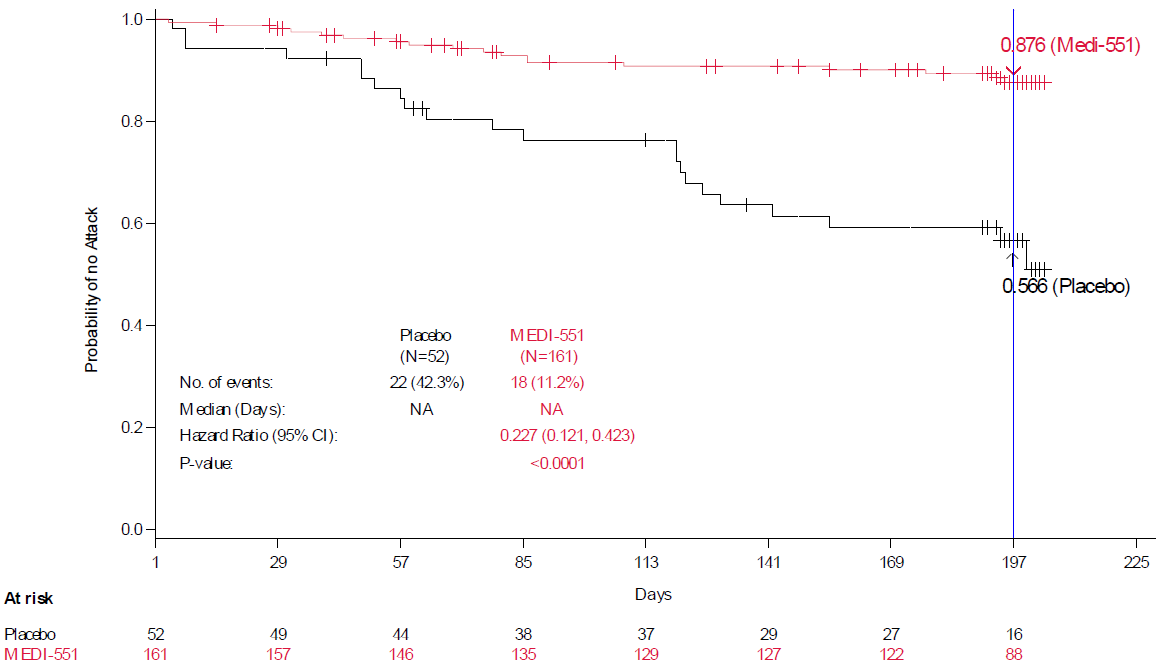 1.0
0.876 (Medi-551)
0.8
0.6
0.566 (Placebo)
0.4
0.2
0.0
Probability of no Attack
Placebo MEDI-551
(N=52) (N=161)
No. of events: 22 (42.3%) 18 (11.2%)
Median (Days): NA NA
Hazard Ratio (95% CI): 0.227 (0.121, 0.423)
P-value: <0.0001
1 29 57 85 113 141 169 197 225
Days
At risk
Placebo 52 49 44 38 37 29 27 16
MEDI-551 161 157 146 135 129 127 122 88